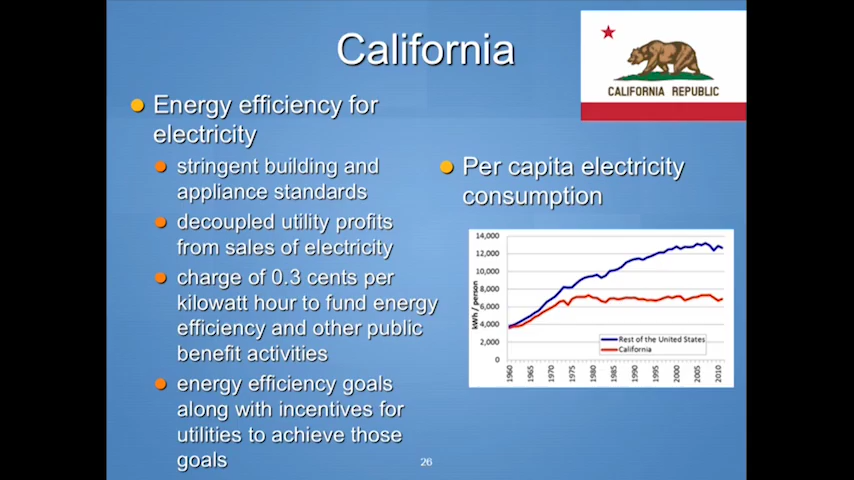 California
CALIFORNIA REPUBLIC
Energy efficiency for
electricity
stringent building and
appliance standards
decoupled utility profits
from sales of electricity
charge of 0.3 cents per
kilowatt hour to fund energy
efficiency and other public
benefit activities
energy efficiency goals
along with incentives for
utilities to achieve those
goals
Per capita electricity
consumption
kWh / person
14,000
12,000
10,000
8,000
6,000
4,000
2,000
0
Rest of the United States
California
1960 1965 1970 1975 1980 1985 1990 1995 2000 2005 2010
26